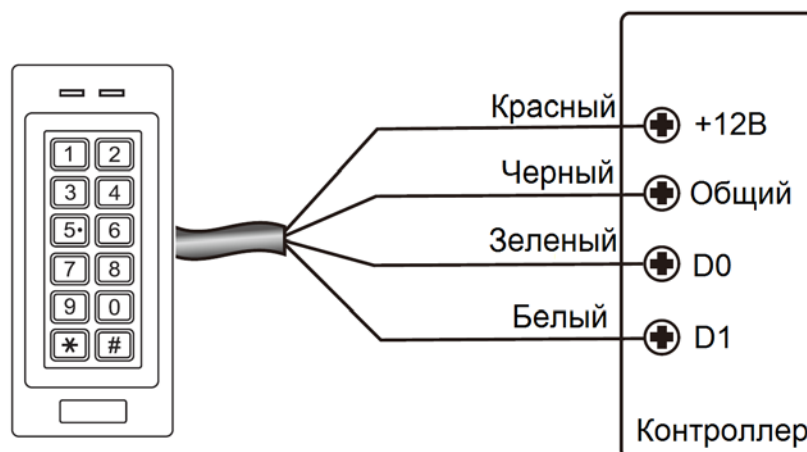 Красный
+12В
Черный
Общий
Зеленый
D0
Белый
D1
Контроллер
1 2
3 4
5• 6
7 8
9 0
* #